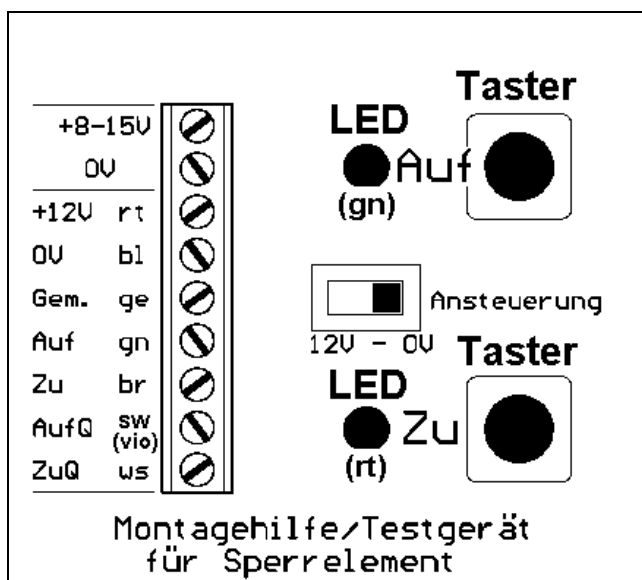 +8-15V
0V
+12V rt
0V bl
Gem. ge
Auf gn
Zu br
AufQ sw (vio)
ZuQ ws
Taster
LED
Auf
(gn)
Ansteuerung
12V - 0V
Taster
LED
Zu
(rt)
Montagehilfe/Testgerät
für Sperrelement